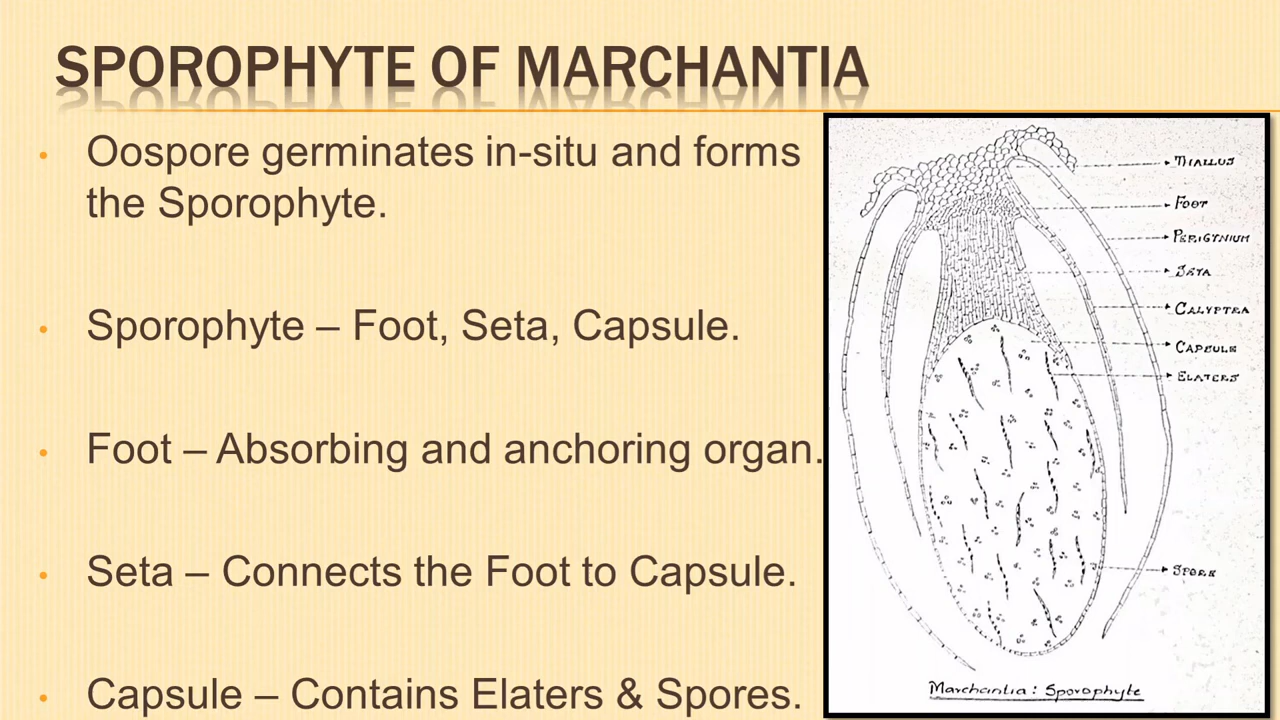 SPOROPHYTE OF MARCHANTIA
• Oospore germinates in-situ and forms
the Sporophyte.
• Sporophyte – Foot, Seta, Capsule.
• Foot – Absorbing and anchoring organ.
• Seta – Connects the Foot to Capsule.
• Capsule – Contains Elaters & Spores.
THALLUS
FOOT
PERIGYNIUM
SETA
CALYPTRA
CAPSULE
ELATERS
SPORE
Marchantia: Sporophyte